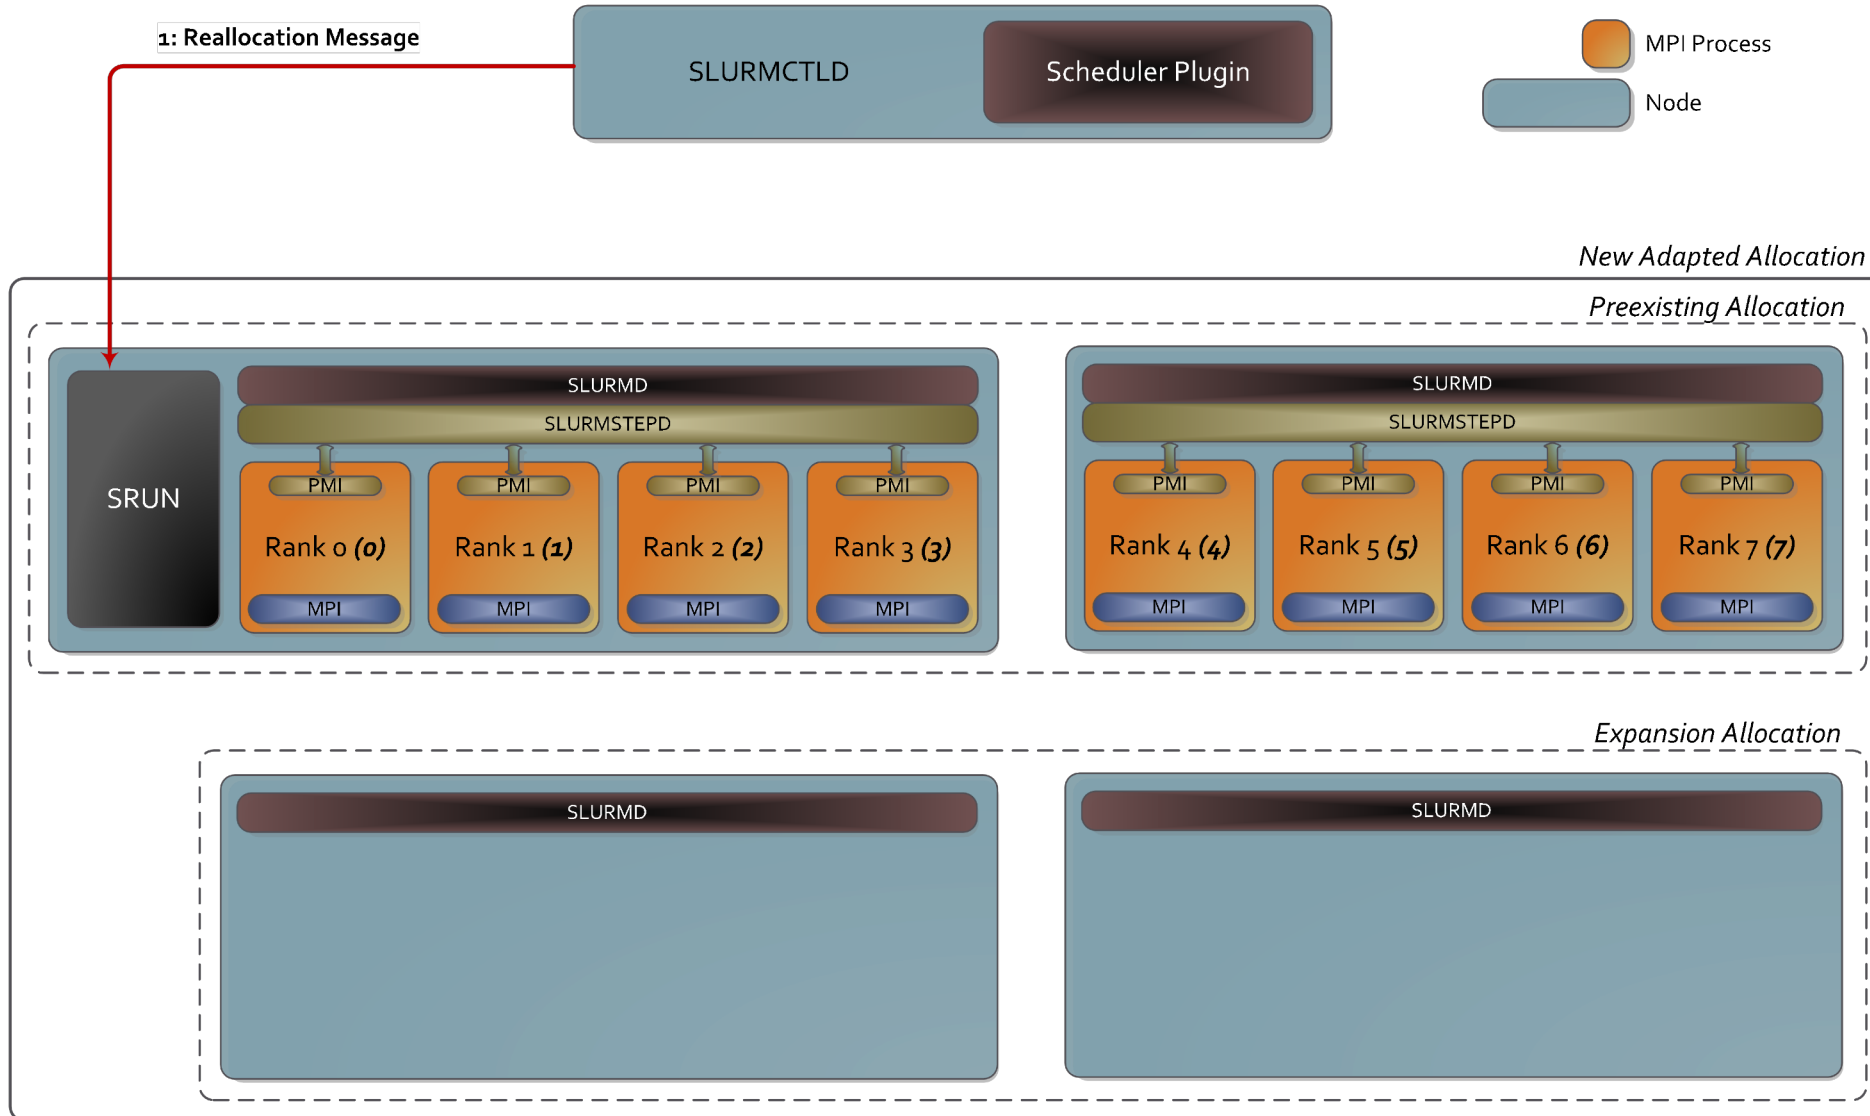 1: Reallocation Message
SLURMCTLD
Scheduler Plugin
MPI Process
Node
New Adapted Allocation
Preexisting Allocation
SRUN
SLURMD
SLURMSTEPD
PMI PMI PMI PMI
Rank 0 (0) Rank 1 (1) Rank 2 (2) Rank 3 (3)
MPI MPI MPI MPI
SLURMD
SLURMSTEPD
PMI PMI PMI PMI
Rank 4 (4) Rank 5 (5) Rank 6 (6) Rank 7 (7)
MPI MPI MPI MPI
Expansion Allocation
SLURMD
SLURMD